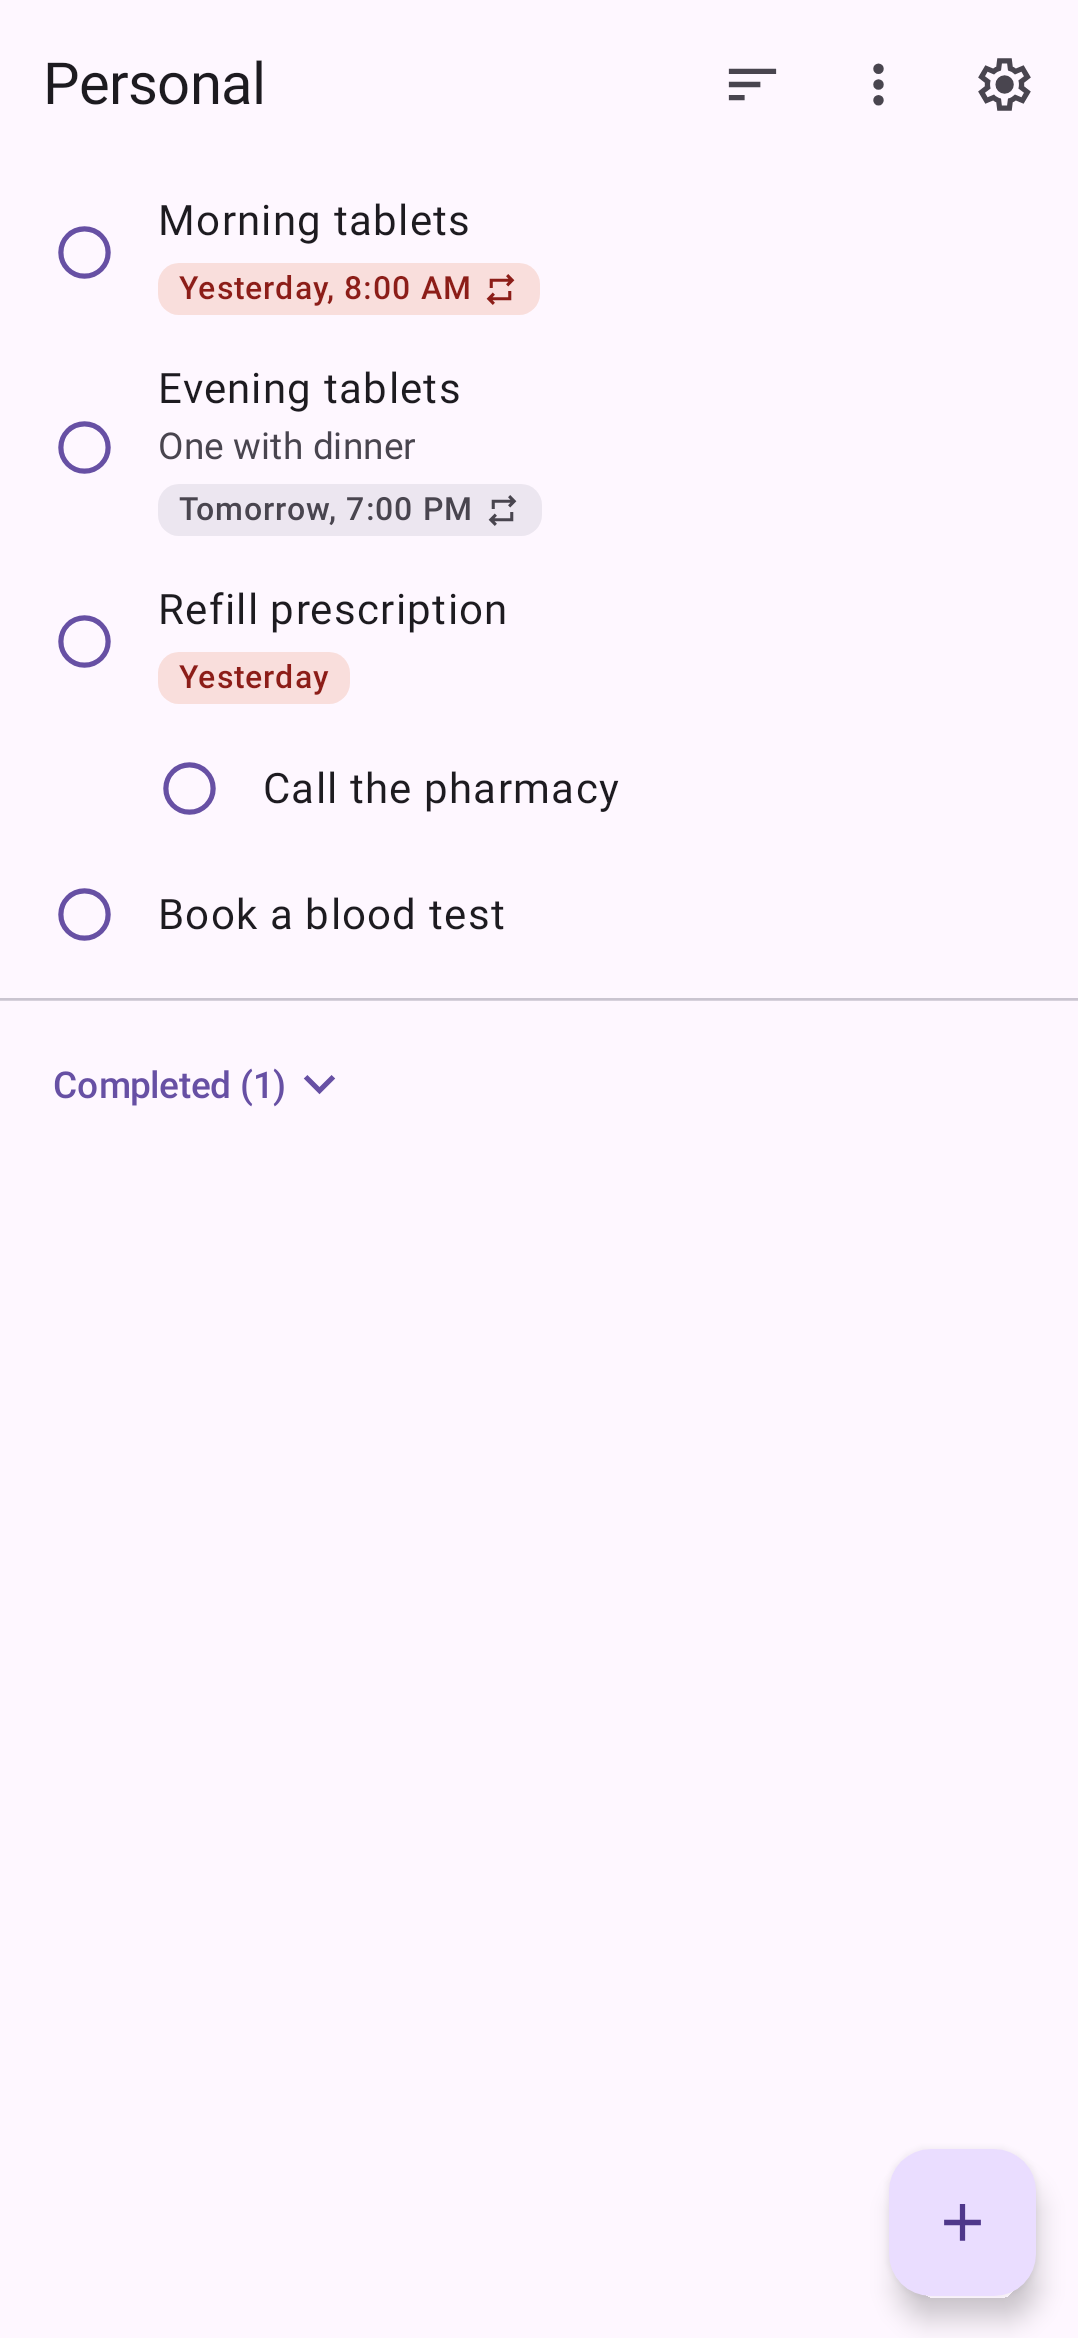 Personal
Morning tablets
Yesterday, 8:00 AM
Evening tablets
One with dinner
Tomorrow, 7:00 PM
Refill prescription
Yesterday
Call the pharmacy
Book a blood test
Completed (1)